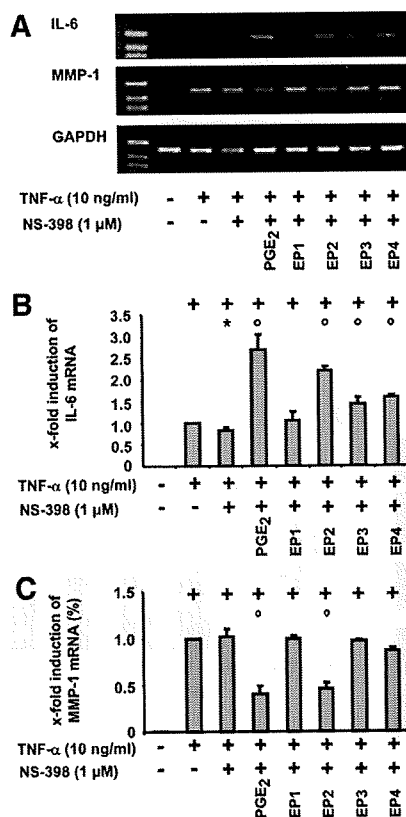 A
IL-6
MMP-1
GAPDH
TNF-α (10 ng/ml) - + + + + + + +
NS-398 (1 µM) - - + + + + + +
PGE2 EP1 EP2 EP3 EP4
B
+ + + + + + +
* ° ° ° °
x-fold induction of
IL-6 mRNA
3.5
3.0
2.5
2.0
1.5
1.0
0.5
0.0
TNF-α (10 ng/ml) - + + + + + + +
NS-398 (1 µM) - - + + + + + +
PGE2 EP1 EP2 EP3 EP4
C
+ + + + + + +
° °
x-fold induction of
MMP-1 mRNA (%)
1.5
1.0
0.5
0.0
TNF-α (10 ng/ml) - + + + + + + +
NS-398 (1 µM) - - + + + + + +
PGE2 EP1 EP2 EP3 EP4